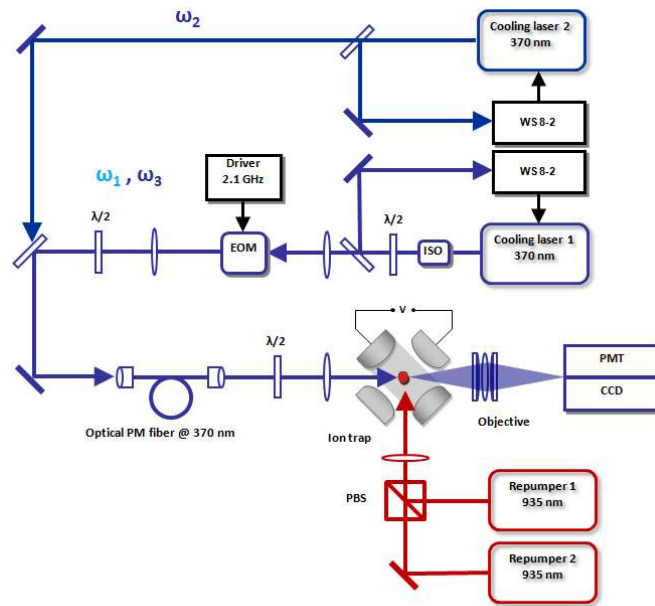 ω2
Cooling laser 2
370 nm
WS 8-2
ω1 , ω3
Driver
2.1 GHz
WS 8-2
λ/2
EOM
λ/2
ISO
Cooling laser 1
370 nm
λ/2
V
PMT
CCD
Optical PM fiber @ 370 nm
Ion trap
Objective
PBS
Repumper 1
935 nm
Repumper 2
935 nm